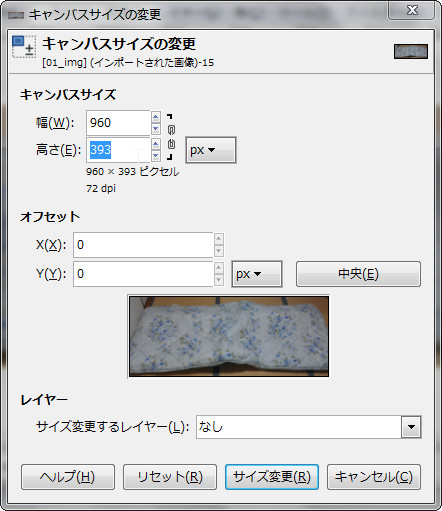 キャンバスサイズの変更
キャンバスサイズの変更
[01_img] (インポートされた画像)-15
キャンバスサイズ
幅(W): 960
高さ(E): 393 px
960 × 393 ピクセル
72 dpi
オフセット
X(X): 0
Y(Y): 0 px 中央(E)
レイヤー
サイズ変更するレイヤー(L): なし
ヘルプ(H) リセット(R) サイズ変更(R) キャンセル(C)